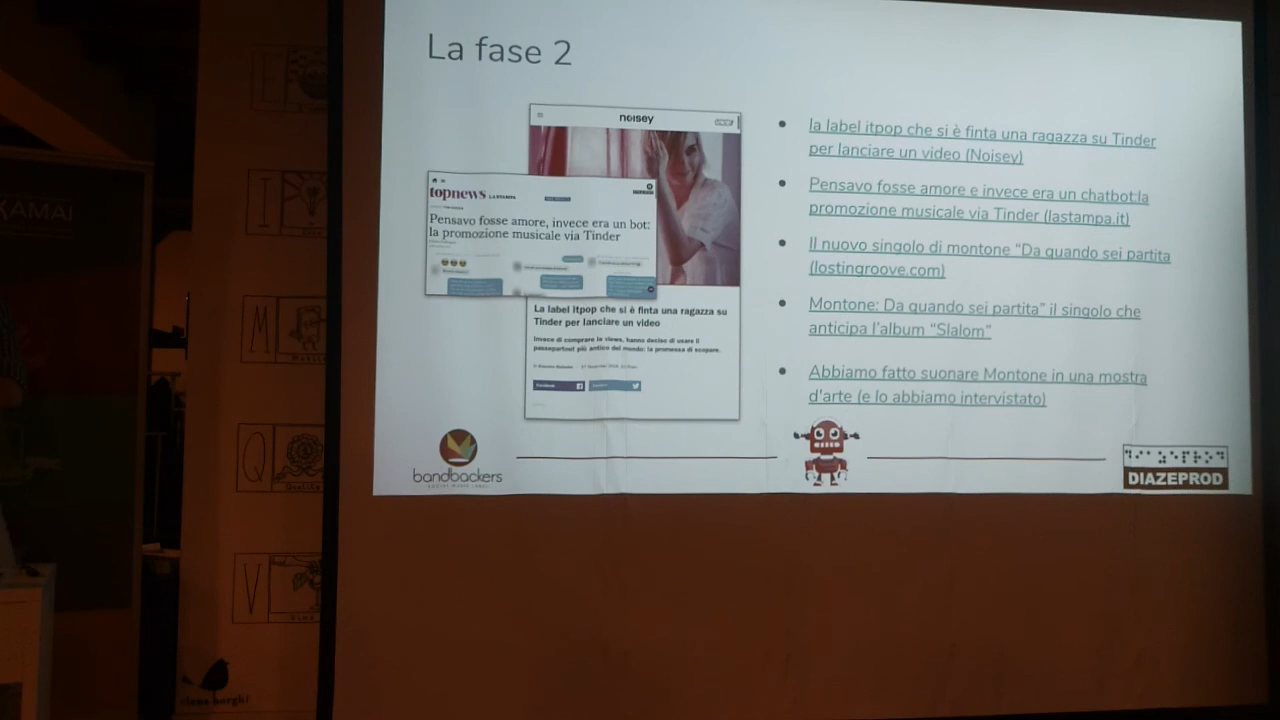 La fase 2
noisey
topnews LA STAMPA
Pensavo fosse amore, invece era un bot:
la promozione musicale via Tinder
La label itpop che si è finta una ragazza su
Tinder per lanciare un video
Invece di comprare le views, hanno deciso di usare il
passepartout più antico del mondo: la promessa di scopare.
Facebook
la label itpop che si è finta una ragazza su Tinder
per lanciare un video (Noisey)
Pensavo fosse amore e invece era un chatbot:la
promozione musicale via Tinder (lastampa.it)
Il nuovo singolo di montone “Da quando sei partita
(lostingroove.com)
Montone: Da quando sei partita” il singolo che
anticipa l’album “Slalom”
Abbiamo fatto suonare Montone in una mostra
d’arte (e lo abbiamo intervistato)
bandbackers
SOCIAL MUSIC LABEL
DIAZEPROD
KAMAJ
E
I
M
Q
V